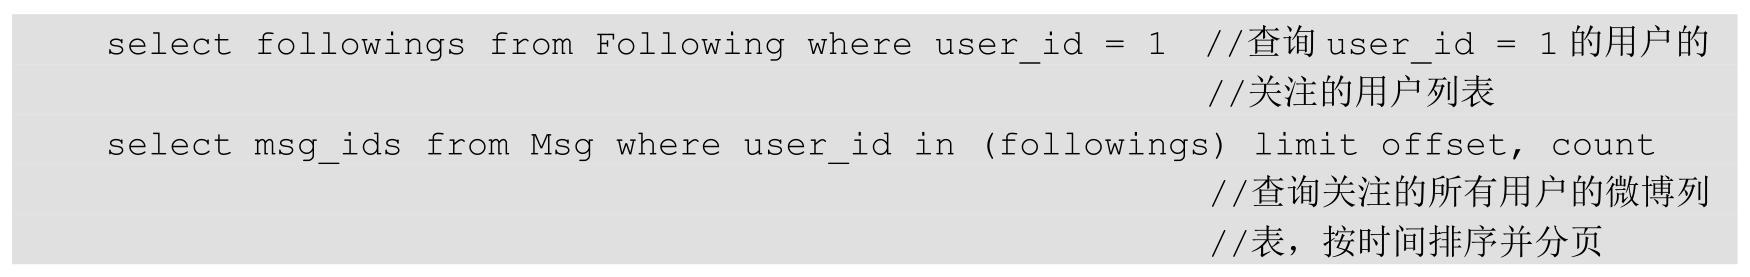 select followings from Following where user_id = 1 //查询 user_id = 1 的用户的
//关注的用户列表
select msg_ids from Msg where user_id in (followings) limit offset, count
//查询关注的所有用户的微博列
//表，按时间排序并分页